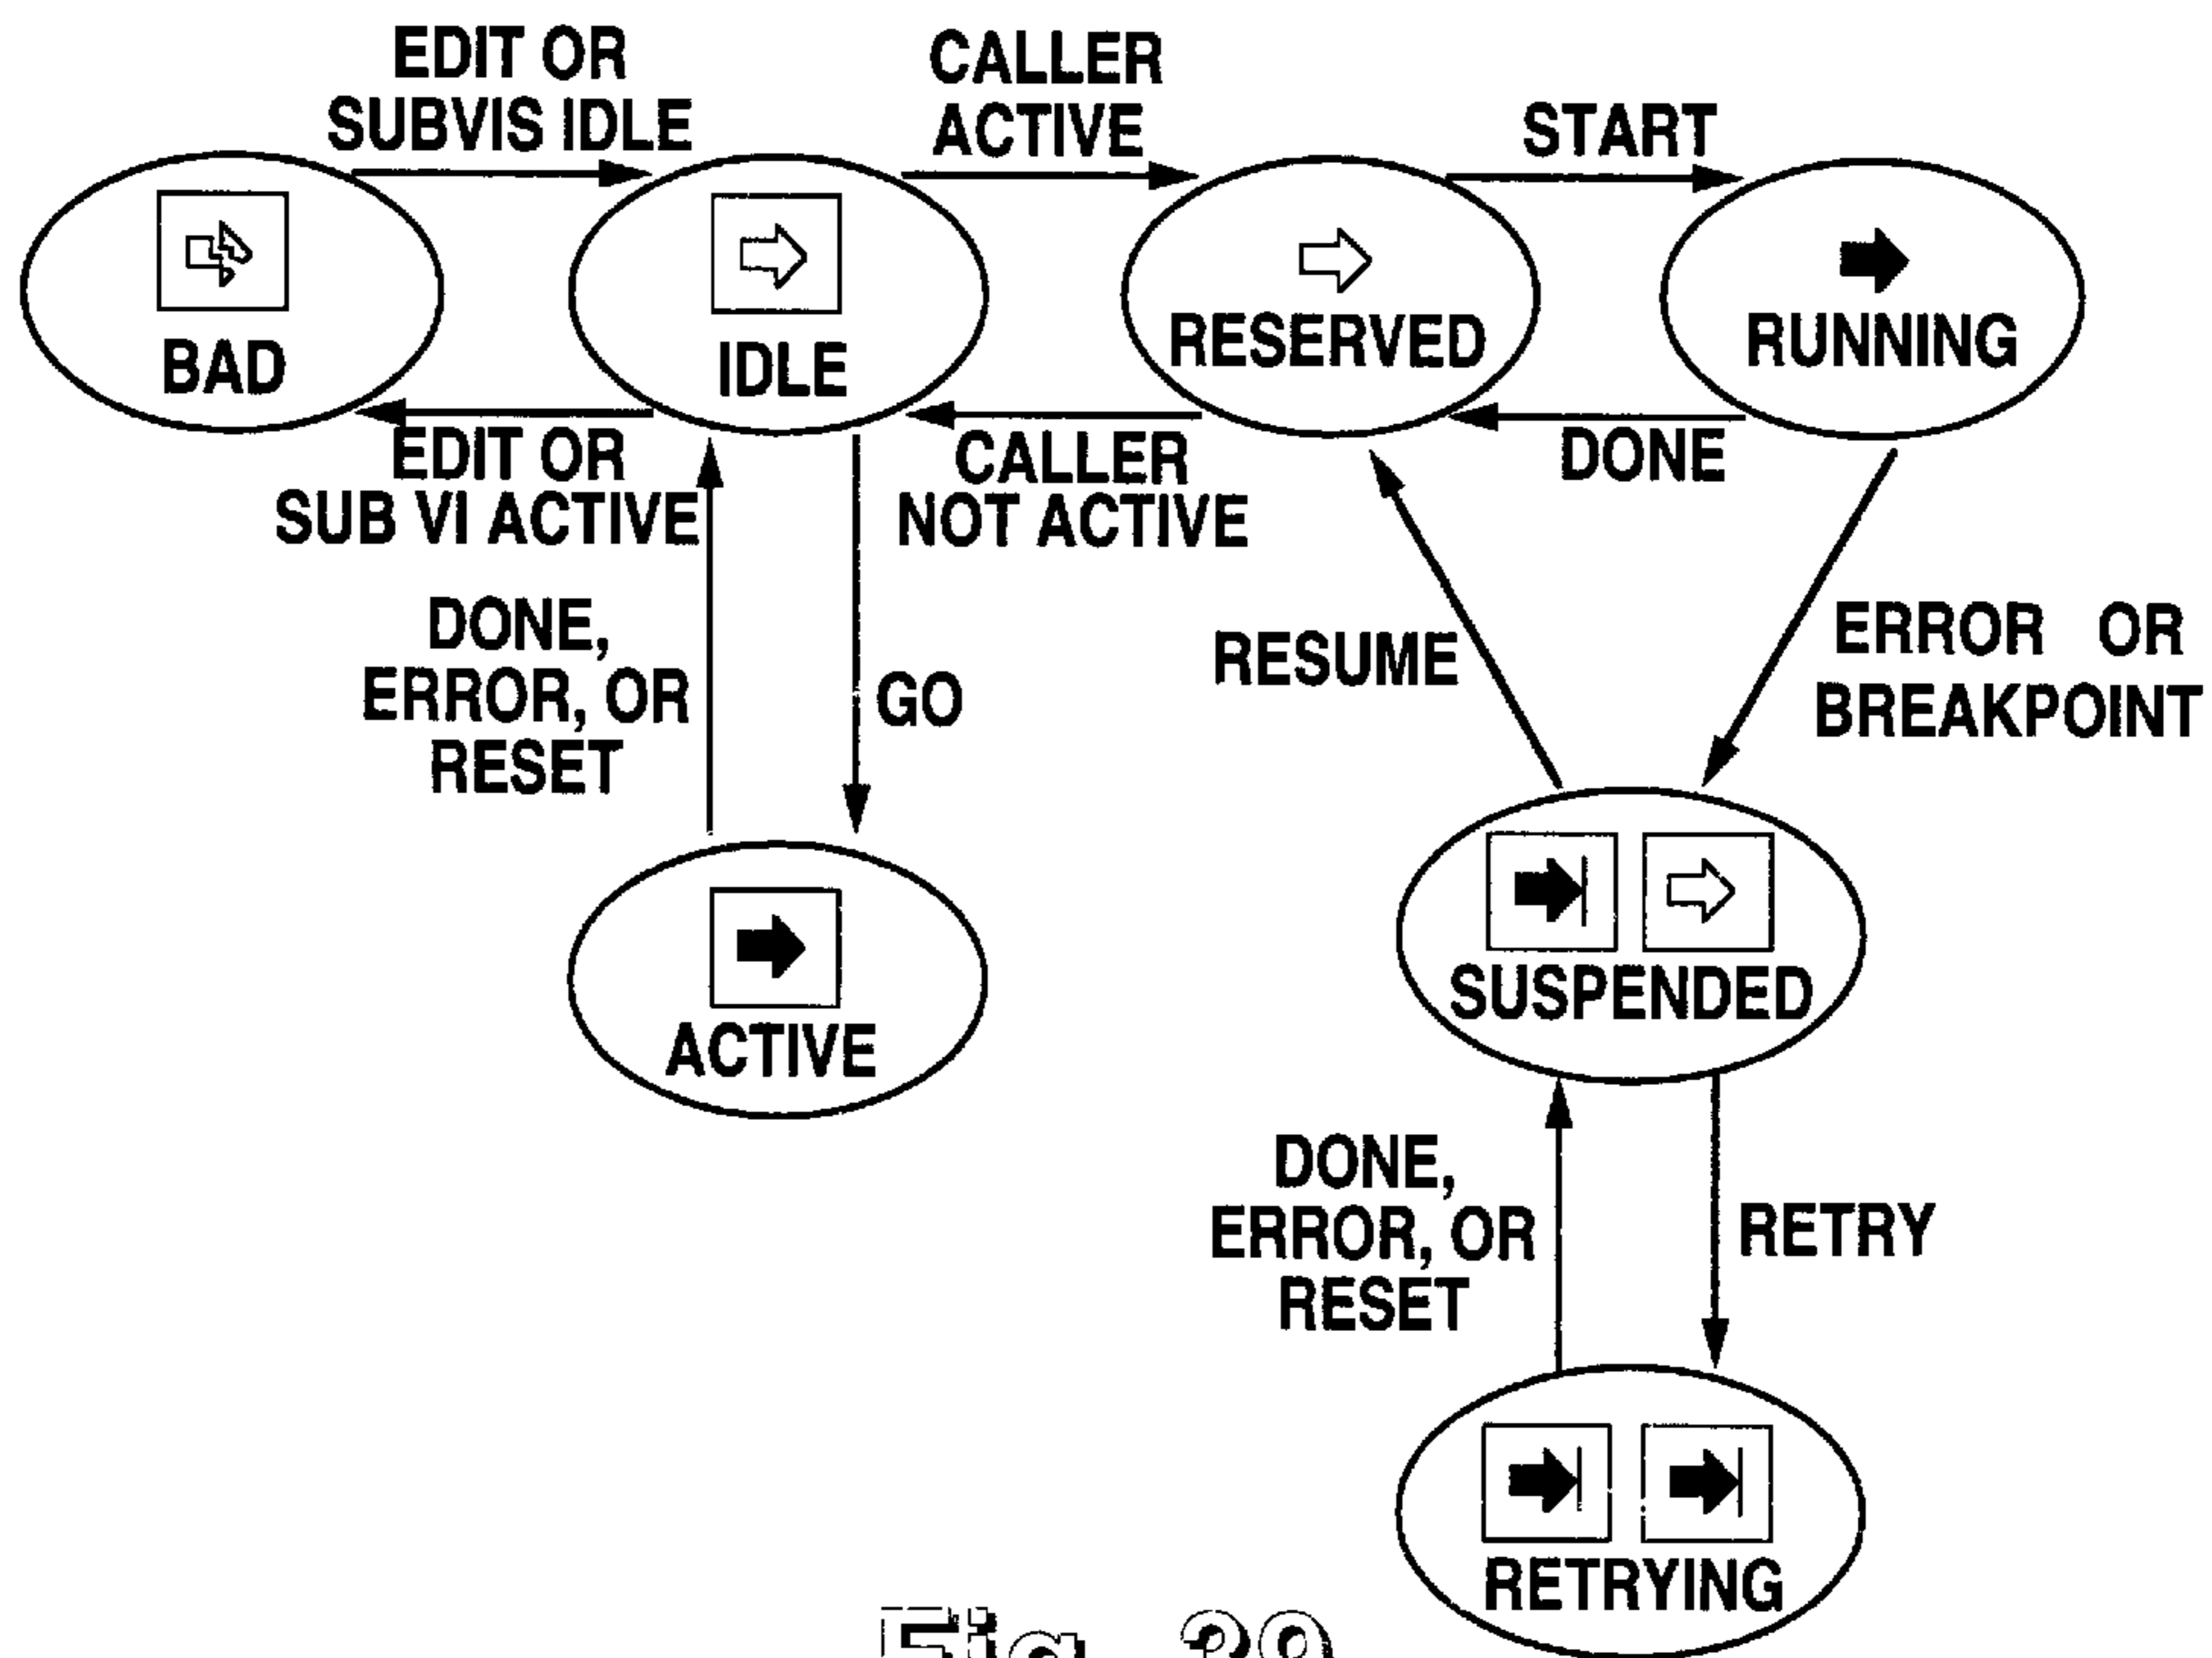 EDIT OR
SUBVIS IDLE
CALLER
ACTIVE
START
BAD
IDLE
RESERVED
RUNNING
EDIT OR
SUB VI ACTIVE
CALLER
NOT ACTIVE
DONE
DONE,
ERROR, OR
RESET
GO
RESUME
ERROR OR
BREAKPOINT
ACTIVE
SUSPENDED
DONE,
ERROR, OR
RESET
RETRY
RETRYING